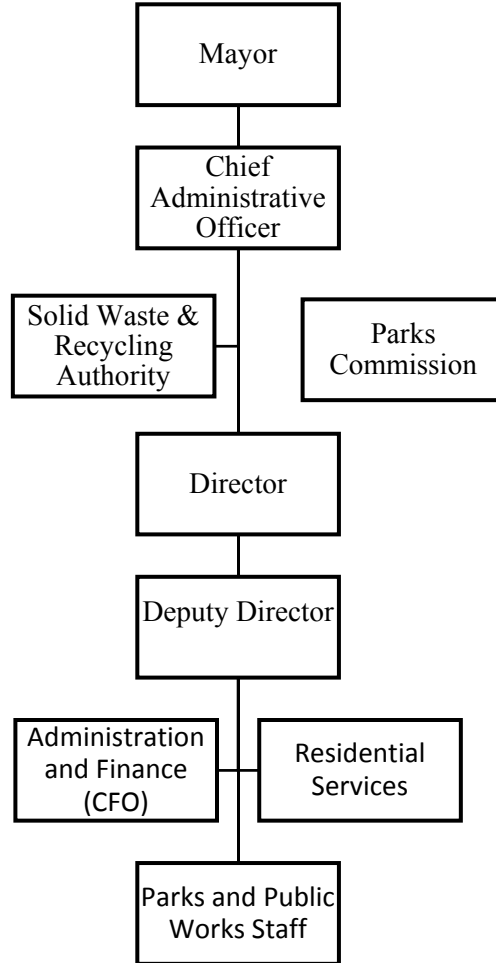 Mayor
Chief
Administrative
Officer
Solid Waste &
Recycling
Authority
Parks
Commission
Director
Deputy Director
Administration
and Finance
(CFO)
Residential
Services
Parks and Public
Works Staff